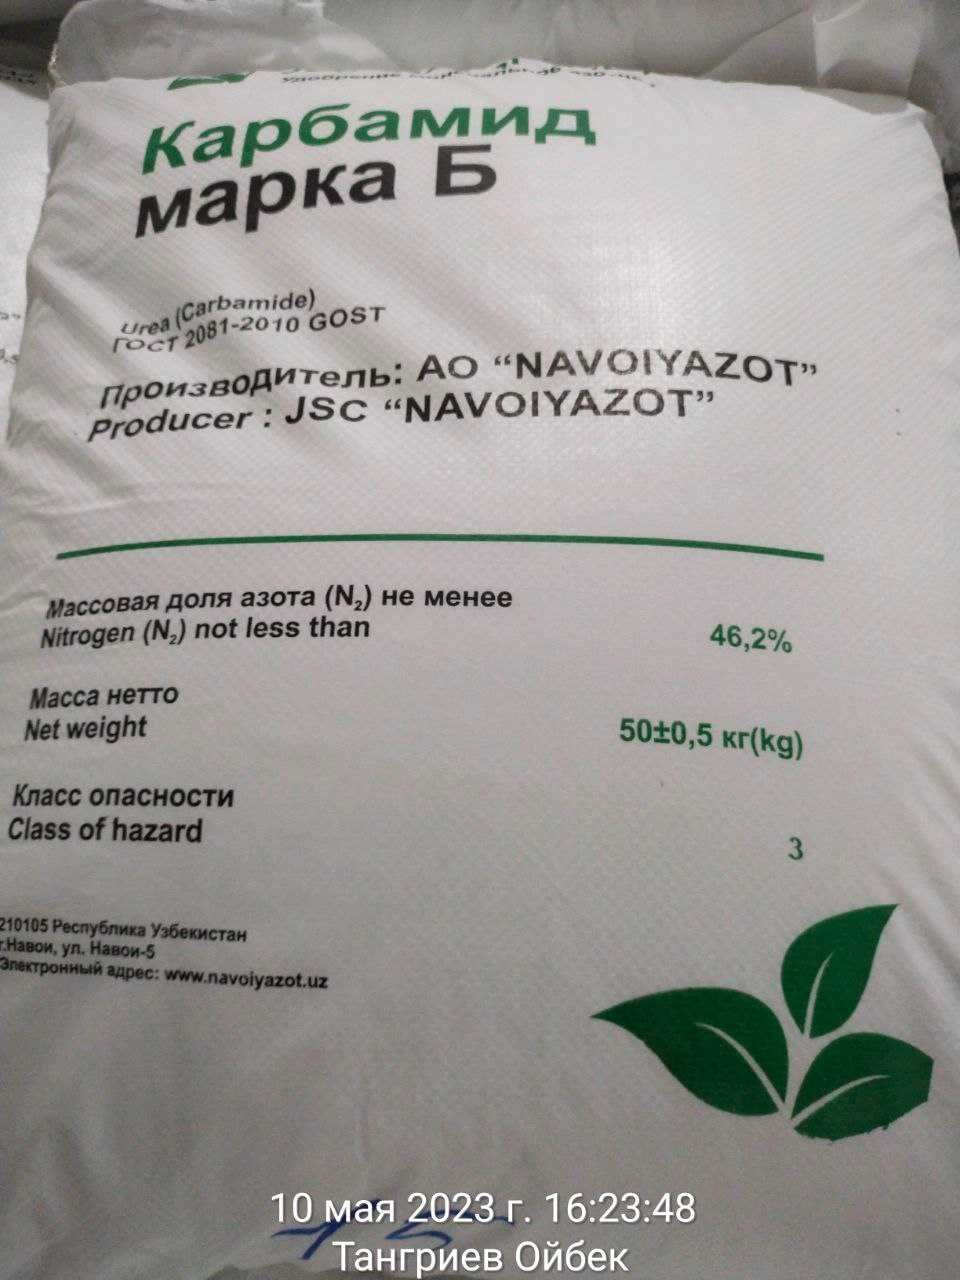 Удобрение
Карбамид
марка Б
Urea (Carbamide)
ГОСТ 2081-2010 GOST
Производитель: АО “NAVOIYAZOT”
Producer : JSC “NAVOIYAZOT”
Массовая доля азота (N₂) не менее
Nitrogen (N₂) not less than
46,2%
Масса нетто
Net weight
50±0,5 кг(kg)
Класс опасности
Class of hazard
3
210105 Республика Узбекистан
г.Навои, ул. Навои-5
Электронный адрес: www.navoiyazot.uz
10 мая 2023 г. 16:23:48
Тангриев Ойбек